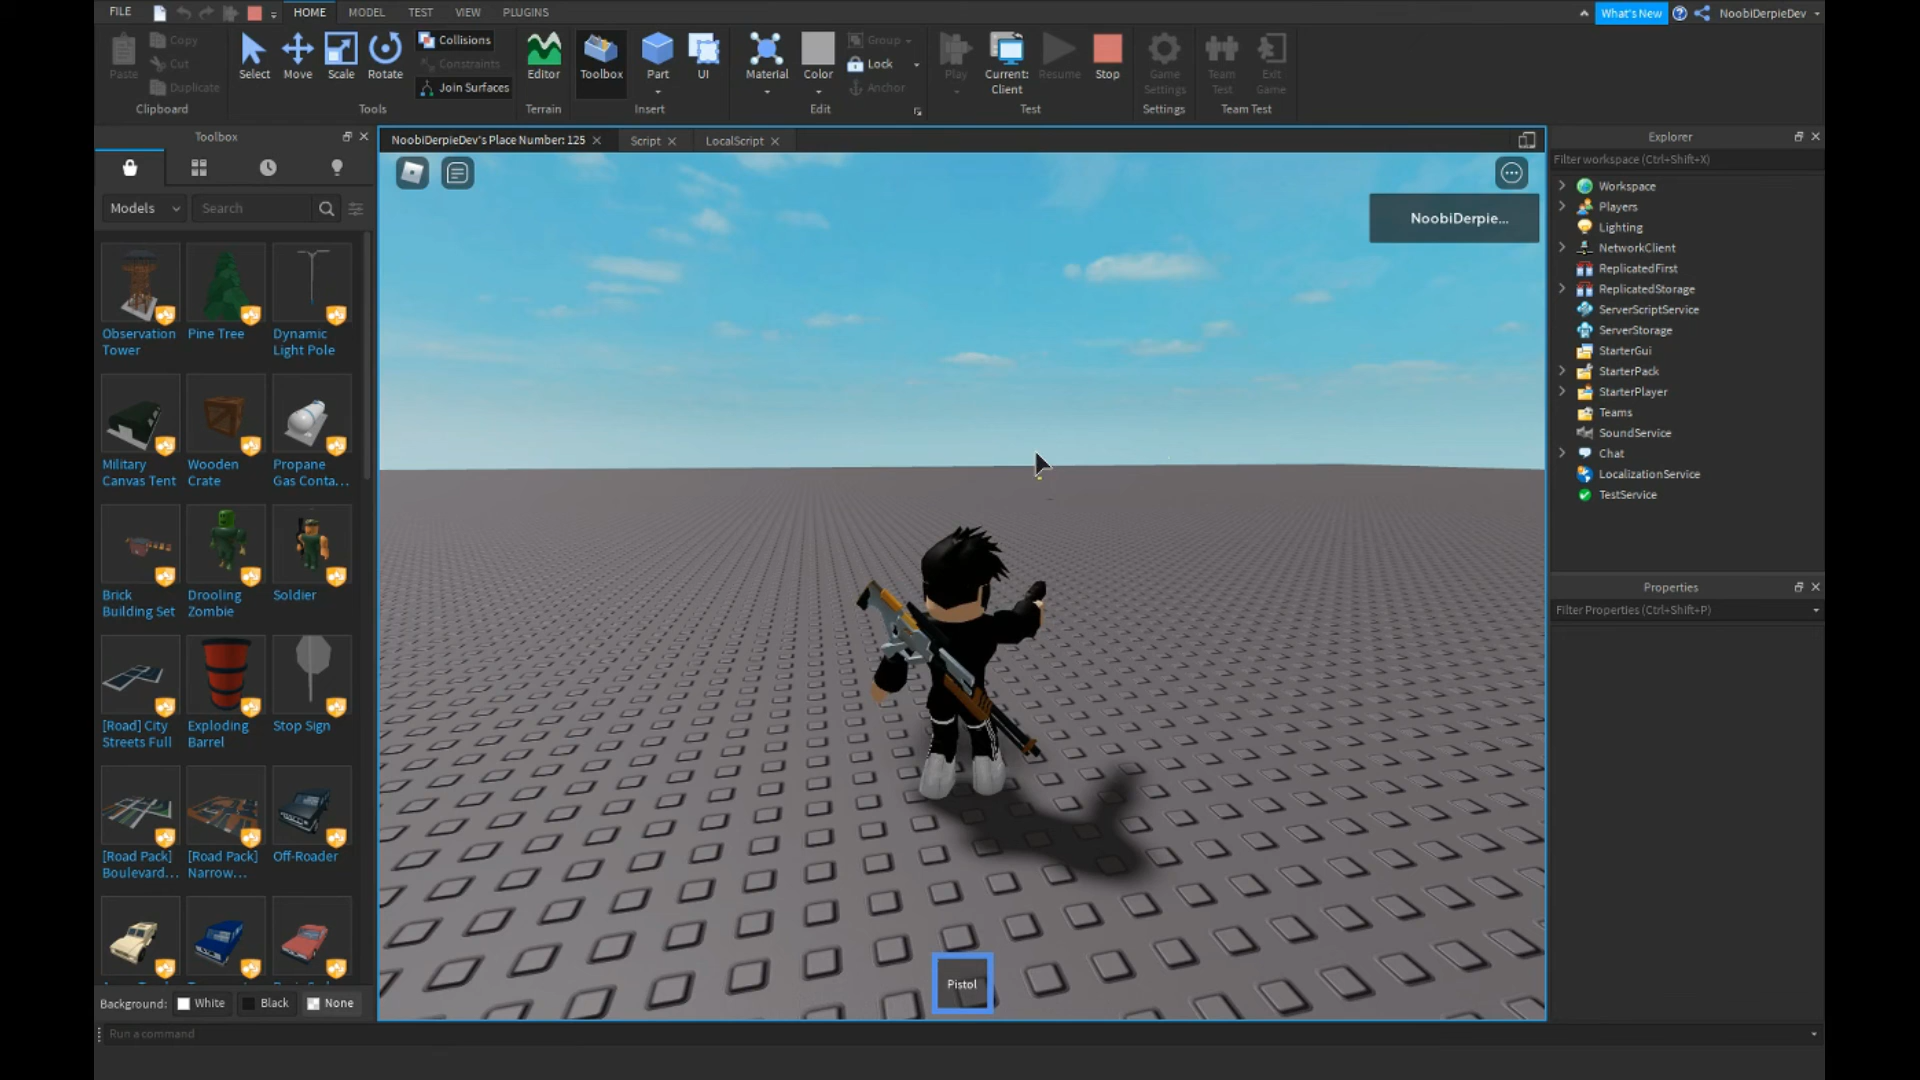 FILE
HOME
MODEL
TEST
VIEW
PLUGINS
What's New
NoobiDerpieDev
Paste
Copy
Cut
Duplicate
Clipboard
Select
Move
Scale
Rotate
Tools
Collisions
Constraints
Join Surfaces
Editor
Terrain
Toolbox
Part
UI
Insert
Material
Color
Group
Lock
Anchor
Edit
Play
Current:
Client
Resume
Stop
Test
Game
Settings
Settings
Team
Test
Exit
Game
Team Test
Toolbox
Models
Search
Observation
Tower
Pine Tree
Dynamic
Light Pole
Military
Canvas Tent
Wooden
Crate
Propane
Gas Conta...
Brick
Building Set
Drooling
Zombie
Soldier
[Road] City
Streets Full
Exploding
Barrel
Stop Sign
[Road Pack]
Boulevard...
[Road Pack]
Narrow...
Off-Roader
Background:
White
Black
None
Run a command
NoobiDerpieDev's Place Number: 125
Script
LocalScript
NoobiDerpie...
Pistol
Explorer
Filter workspace (Ctrl+Shift+X)
Workspace
Players
Lighting
NetworkClient
ReplicatedFirst
ReplicatedStorage
ServerScriptService
ServerStorage
StarterGui
StarterPack
StarterPlayer
Teams
SoundService
Chat
LocalizationService
TestService
Properties
Filter Properties (Ctrl+Shift+P)